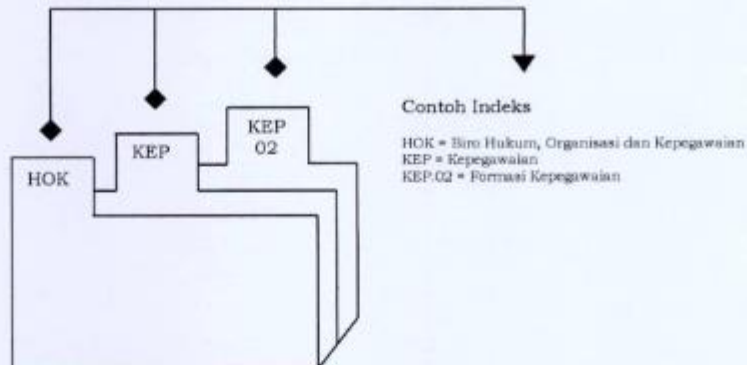 HOK
KEP
KEP
02
Contoh Indeks
HOK = Biro Hukum, Organisasi dan Kepegawaian
KEP = Kepegawaian
KEP.02 = Formasi Kepegawaian